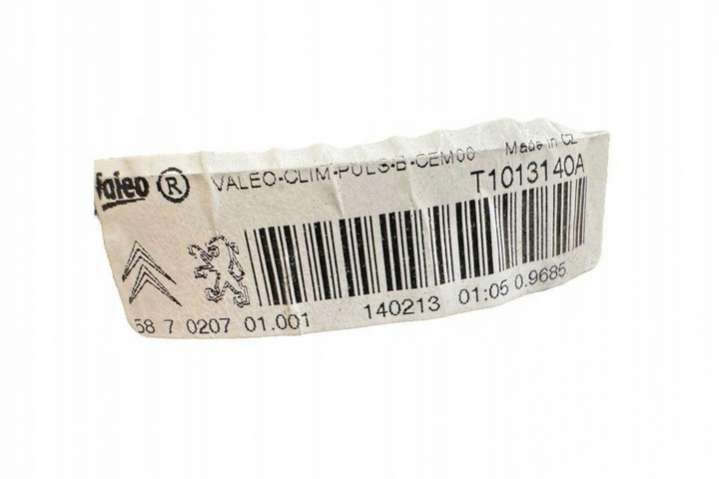 Valeo ® VALEO-CLIM-PULS-B-CEM00 Made in CZ
T1013140A
58 7 0207 01.001 140213 01:05 0.9685